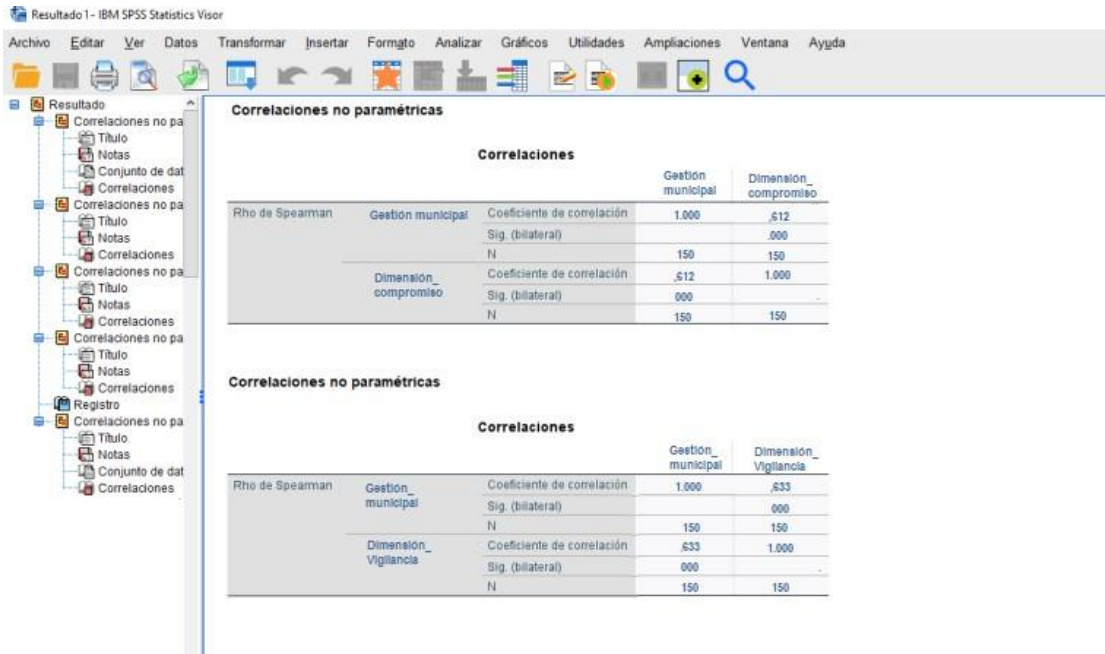 Resultado1 - IBM SPSS Statistics Visor
Archivo Editar Ver Datos Transformar Insertar Formato Analizar Gráficos Utilidades Ampliaciones Ventana Ayuda
Resultado
Correlaciones no pa
Título
Notas
Conjunto de dat
Correlaciones
Correlaciones no pa
Título
Notas
Correlaciones
Correlaciones no pa
Título
Notas
Correlaciones
Correlaciones no pa
Título
Notas
Correlaciones
Registro
Correlaciones no pa
Título
Notas
Conjunto de dat
Correlaciones
Correlaciones no paramétricas
Correlaciones
Gestión municipal Dimensión_ compromiso
Rho de Spearman Gestión municipal Coeficiente de correlación 1.000 ,612
Sig. (bilateral) .000
N 150 150
Dimensión_ compromiso Coeficiente de correlación ,612 1.000
Sig. (bilateral) 000 .
N 150 150
Correlaciones no paramétricas
Correlaciones
Gestión_ municipal Dimensión_ Vigilancia
Rho de Spearman Gestión_ municipal Coeficiente de correlación 1.000 ,633
Sig. (bilateral) 000
N 150 150
Dimensión_ Vigilancia Coeficiente de correlación ,633 1.000
Sig. (bilateral) 000 .
N 150 150